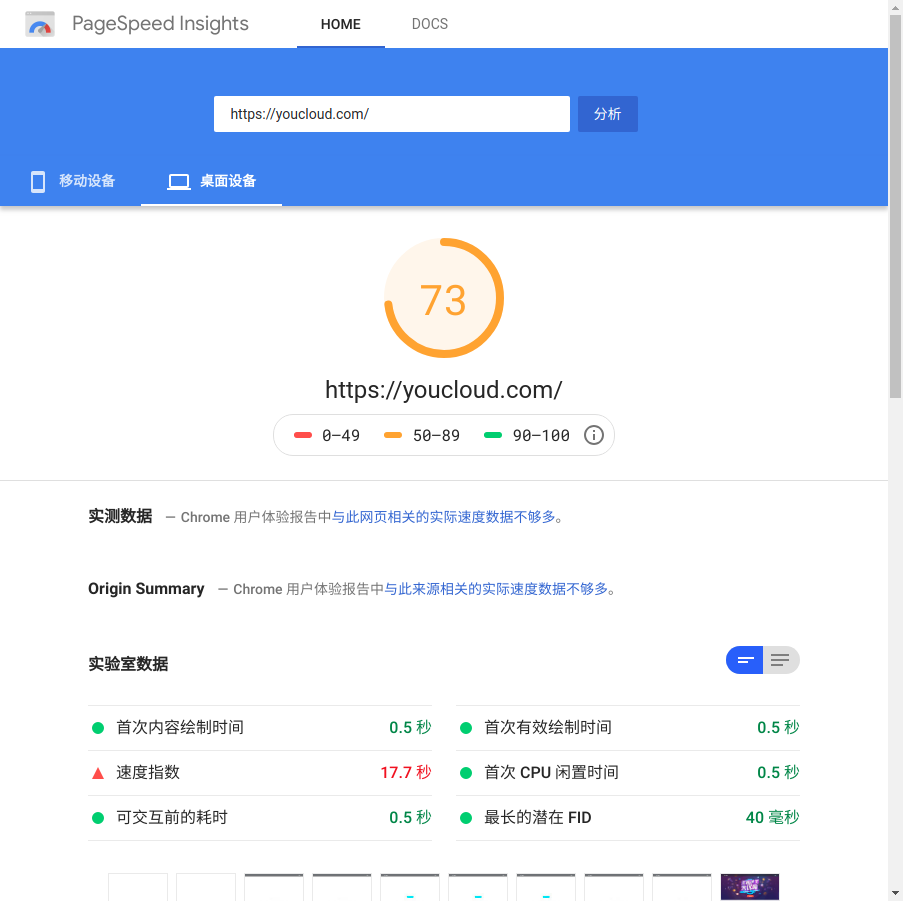 PageSpeed Insights HOME DOCS
https://youcloud.com/ 分析
移动设备 桌面设备
73
https://youcloud.com/
0–49 50–89 90–100
实测数据 — Chrome 用户体验报告中与此网页相关的实际速度数据不够多。
Origin Summary — Chrome 用户体验报告中与此来源相关的实际速度数据不够多。
实验室数据
首次内容绘制时间 0.5 秒 首次有效绘制时间 0.5 秒
速度指数 17.7 秒 首次 CPU 闲置时间 0.5 秒
可交互前的耗时 0.5 秒 最长的潜在 FID 40 毫秒